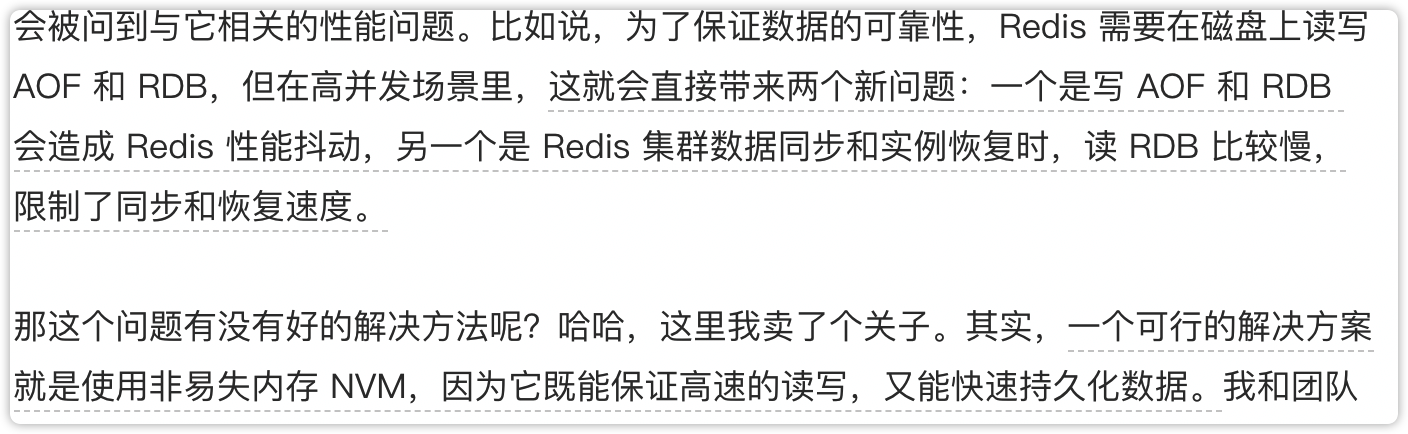 会被问到与它相关的性能问题。比如说，为了保证数据的可靠性，Redis 需要在磁盘上读写
AOF 和 RDB，但在高并发场景里，这就会直接带来两个新问题：一个是写 AOF 和 RDB
会造成 Redis 性能抖动，另一个是 Redis 集群数据同步和实例恢复时，读 RDB 比较慢，
限制了同步和恢复速度。
那这个问题有没有好的解决方法呢？哈哈，这里我卖了个关子。其实，一个可行的解决方案
就是使用非易失内存 NVM，因为它既能保证高速的读写，又能快速持久化数据。我和团队